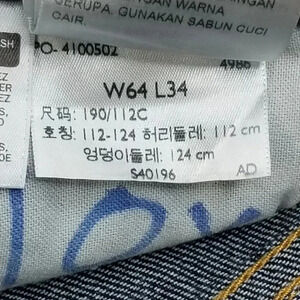 SERUPA. GUNAKAN SABUN CUCI
CAIR.
PO- 4100502
4986
W64 L34
尺码: 190/112C
호칭: 112-124 허리둘레: 112 cm
엉덩이둘레: 124 cm
S40196
AD